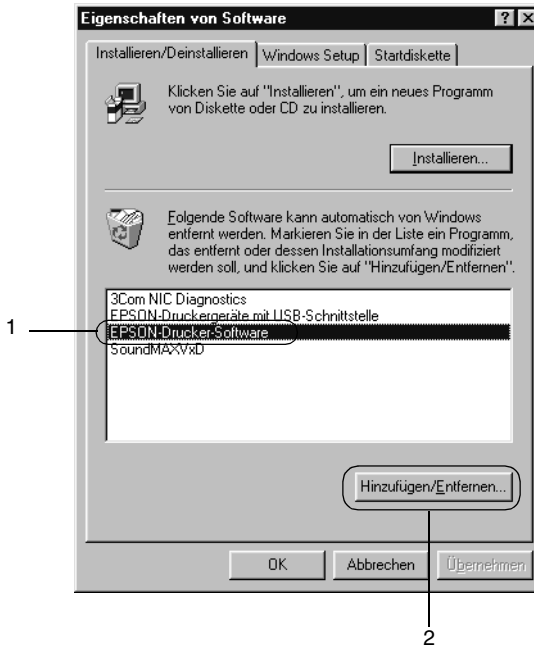 Eigenschaften von Software
Installieren/Deinstallieren Windows Setup Startdiskette
Klicken Sie auf "Installieren", um ein neues Programm
von Diskette oder CD zu installieren.
Installieren...
Folgende Software kann automatisch von Windows
entfernt werden. Markieren Sie in der Liste ein Programm,
das entfernt oder dessen Installationsumfang modifiziert
werden soll, und klicken Sie auf "Hinzufügen/Entfernen".
3Com NIC Diagnostics
EPSON-Druckergeräte mit USB-Schnittstelle
1 EPSON-Drucker-Software
SoundMAXVxD
Hinzufügen/Entfernen...
OK Abbrechen Übernehmen
2